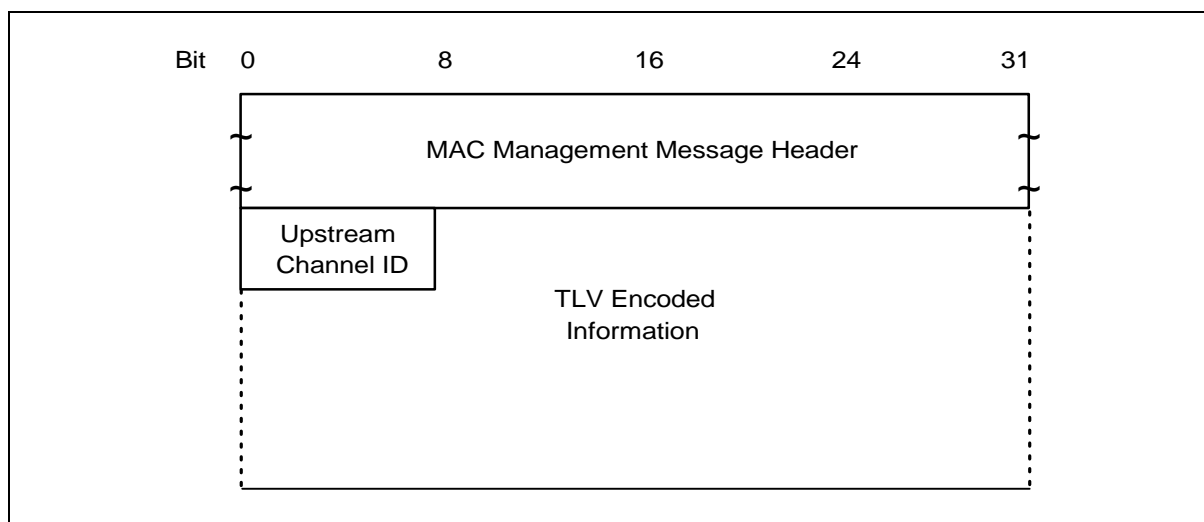 Bit 0 8 16 24 31
MAC Management Message Header
Upstream
Channel ID
TLV Encoded
Information